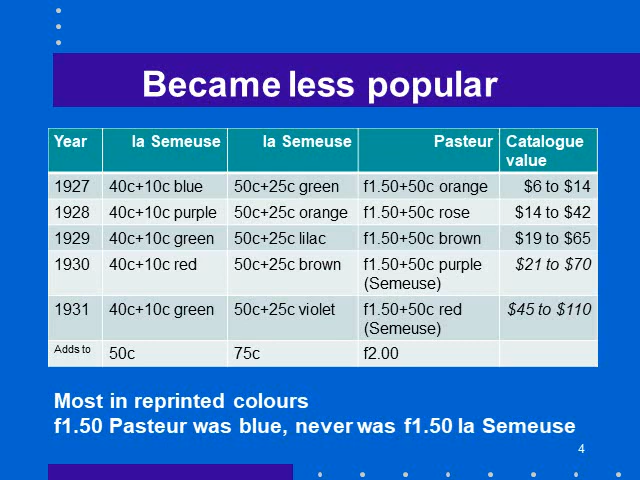 Became less popular
Year la Semeuse la Semeuse Pasteur Catalogue
value
1927 40c+10c blue 50c+25c green f1.50+50c orange $6 to $14
1928 40c+10c purple 50c+25c orange f1.50+50c rose $14 to $42
1929 40c+10c green 50c+25c lilac f1.50+50c brown $19 to $65
1930 40c+10c red 50c+25c brown f1.50+50c purple $21 to $70
(Semeuse)
1931 40c+10c green 50c+25c violet f1.50+50c red $45 to $110
(Semeuse)
Adds to 50c 75c f2.00
Most in reprinted colours
f1.50 Pasteur was blue, never was f1.50 la Semeuse
4